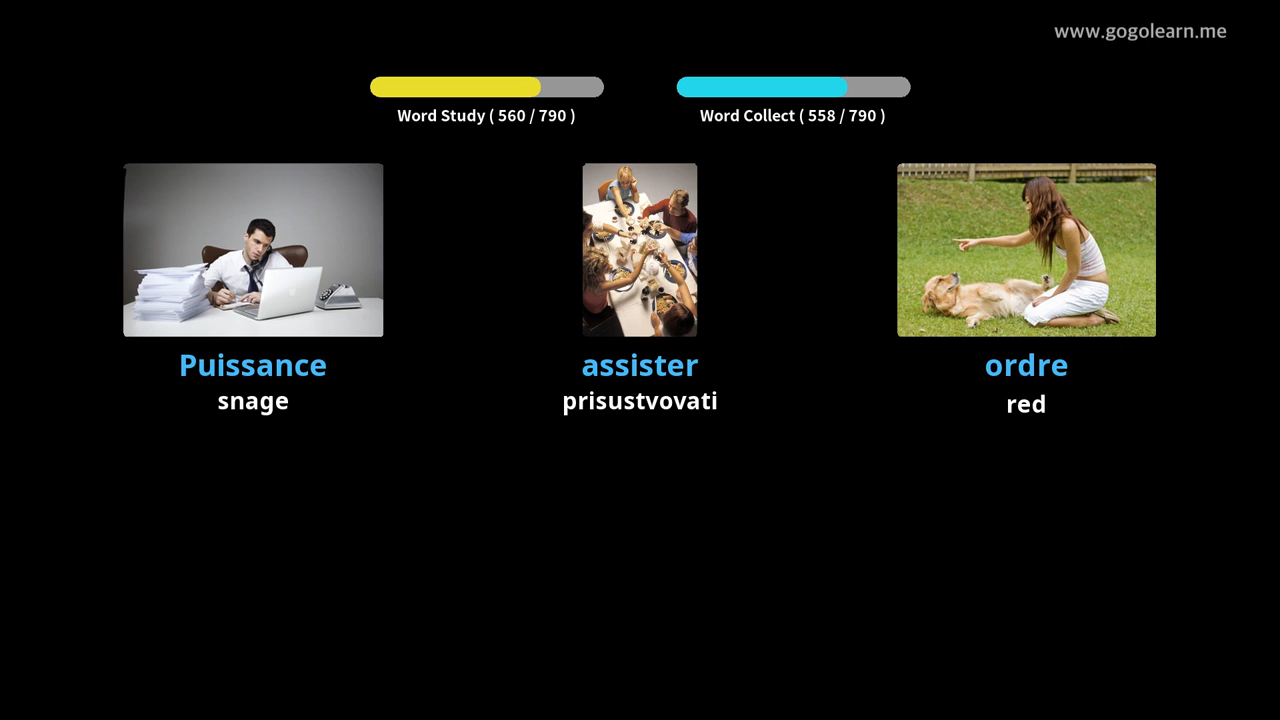 www.gogolearn.me
Word Study ( 560 / 790 )
Word Collect ( 558 / 790 )
Puissance
snage
assister
prisustvovati
ordre
red